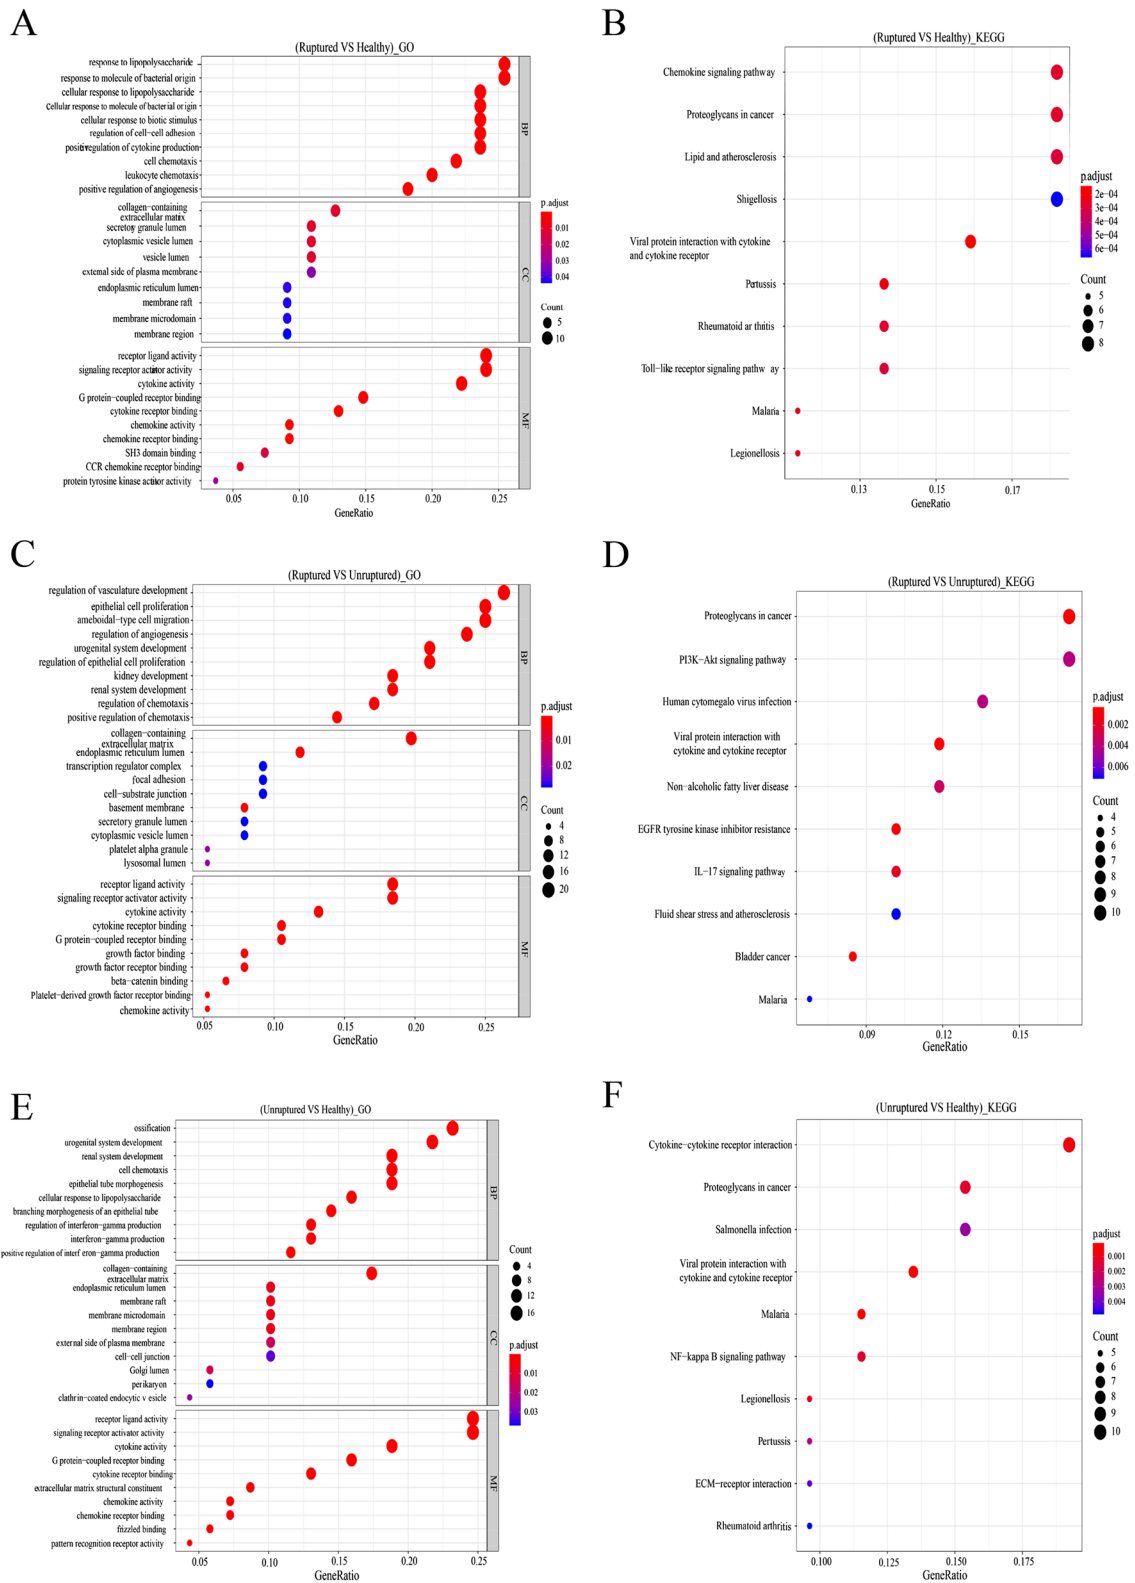 A
(Ruptured VS Healthy)_GO
response to lipopolysaccharide
response to molecule of bacterial origin
cellular response to lipopolysaccharide
cellular response to molecule of bacterial origin
cellular response to biotic stimulus
regulation of cell-cell adhesion
positive regulation of cytokine production
cell chemotaxis
leukocyte chemotaxis
positive regulation of angiogenesis
BP
collagen-containing
extracellular matrix
secretory granule lumen
cytoplasmic vesicle lumen
vesicle lumen
external side of plasma membrane
endoplasmic reticulum lumen
membrane raft
membrane microdomain
membrane region
CC
receptor ligand activity
signaling receptor activator activity
cytokine activity
G protein-coupled receptor binding
cytokine receptor binding
chemokine activity
chemokine receptor binding
SH3 domain binding
CCR chemokine receptor binding
protein tyrosine kinase activator activity
MF
0.05 0.10 0.15 0.20 0.25
GeneRatio
p.adjust
0.01
0.02
0.03
0.04
Count
5
10
B
(Ruptured VS Healthy)_KEGG
Chemokine signaling pathway
Proteoglycans in cancer
Lipid and atherosclerosis
Shigellosis
Viral protein interaction with cytokine
and cytokine receptor
Pertussis
Rheumatoid ar thitis
Toll-like receptor signaling pathw ay
Malaria
Legionellosis
0.13 0.15 0.17
GeneRatio
p.adjust
2e-04
3e-04
4e-04
5e-04
6e-04
Count
5
6
7
8
C
(Ruptured VS Unruptured)_GO
regulation of vasculature development
epithelial cell proliferation
ameboidal-type cell migration
regulation of angiogenesis
urogenital system development
regulation of epithelial cell proliferation
kidney development
renal system development
regulation of chemotaxis
positive regulation of chemotaxis
BP
collagen-containing
extracellular matrix
endoplasmic reticulum lumen
transcription regulator complex
focal adhesion
cell-substrate junction
basement membrane
secretory granule lumen
cytoplasmic vesicle lumen
platelet alpha granule
lysosomal lumen
CC
receptor ligand activity
signaling receptor activator activity
cytokine activity
cytokine receptor binding
G protein-coupled receptor binding
growth factor binding
growth factor receptor binding
beta-catenin binding
Platelet-derived growth factor receptor binding
chemokine activity
MF
0.05 0.10 0.15 0.20 0.25
GeneRatio
p.adjust
0.01
0.02
Count
4
8
12
16
20
D
(Ruptured VS Unruptured)_KEGG
Proteoglycans in cancer
PI3K-Akt signaling pathway
Human cytomegalo virus infection
Viral protein interaction with
cytokine and cytokine receptor
Non-alcoholic fatty liver disease
EGFR tyrosine kinase inhibitor resistance
IL-17 signaling pathway
Fluid shear stress and atherosclerosis
Bladder cancer
Malaria
0.09 0.12 0.15
GeneRatio
p.adjust
0.002
0.004
0.006
Count
4
5
6
7
8
9
10
E
(Unruptured VS Healthy)_GO
ossification
urogenital system development
renal system development
cell chemotaxis
epithelial tube morphogenesis
cellular response to lipopolysaccharide
branching morphogenesis of an epithelial tube
regulation of interferon-gamma production
interferon-gamma production
positive regulation of interf eron-gamma production
BP
collagen-containing
extracellular matrix
endoplasmic reticulum lumen
membrane raft
membrane microdomain
membrane region
external side of plasma membrane
cell-cell junction
Golgi lumen
perikaryon
clathrin-coated endocytic v esicle
CC
receptor ligand activity
signaling receptor activator activity
cytokine activity
G protein-coupled receptor binding
cytokine receptor binding
extracellular matrix structural constituent
chemokine activity
chemokine receptor binding
frizzled binding
pattern recognition receptor activity
MF
0.05 0.10 0.15 0.20 0.25
GeneRatio
Count
4
8
12
16
p.adjust
0.01
0.02
0.03
F
(Unruptured VS Healthy)_KEGG
Cytokine-cytokine receptor interaction
Proteoglycans in cancer
Salmonella infection
Viral protein interaction with
cytokine and cytokine receptor
Malaria
NF-kappa B signaling pathway
Legionellosis
Pertussis
ECM-receptor interaction
Rheumatoid arthritis
0.100 0.125 0.150 0.175
GeneRatio
p.adjust
0.001
0.002
0.003
0.004
Count
5
6
7
8
9
10